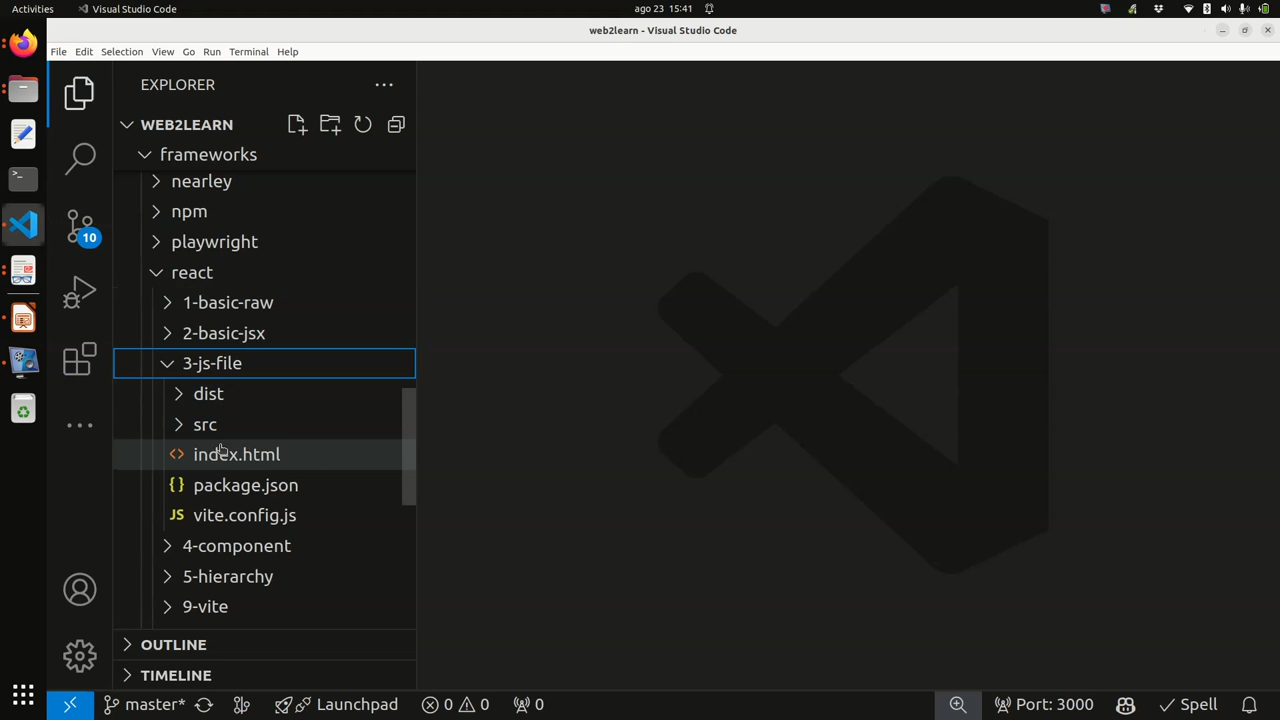 Activities Visual Studio Code ago 23 15:41
web2learn - Visual Studio Code
File Edit Selection View Go Run Terminal Help
EXPLORER
WEB2LEARN
frameworks
nearley
npm
playwright
react
1-basic-raw
2-basic-jsx
3-js-file
dist
src
index.html
{} package.json
JS vite.config.js
4-component
5-hierarchy
9-vite
OUTLINE
TIMELINE
10
master* Launchpad 0 0 0 Port: 3000 Spell